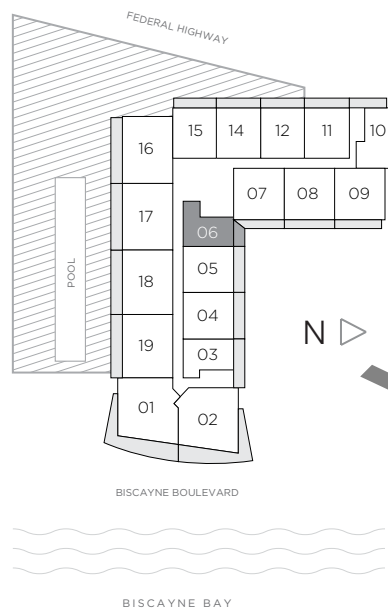 FEDERAL HIGHWAY
15 14 12 11 10
16
07 08 09
17
06
05
POOL
18
04
N
19
03
01
02
BISCAYNE BOULEVARD
BISCAYNE BAY